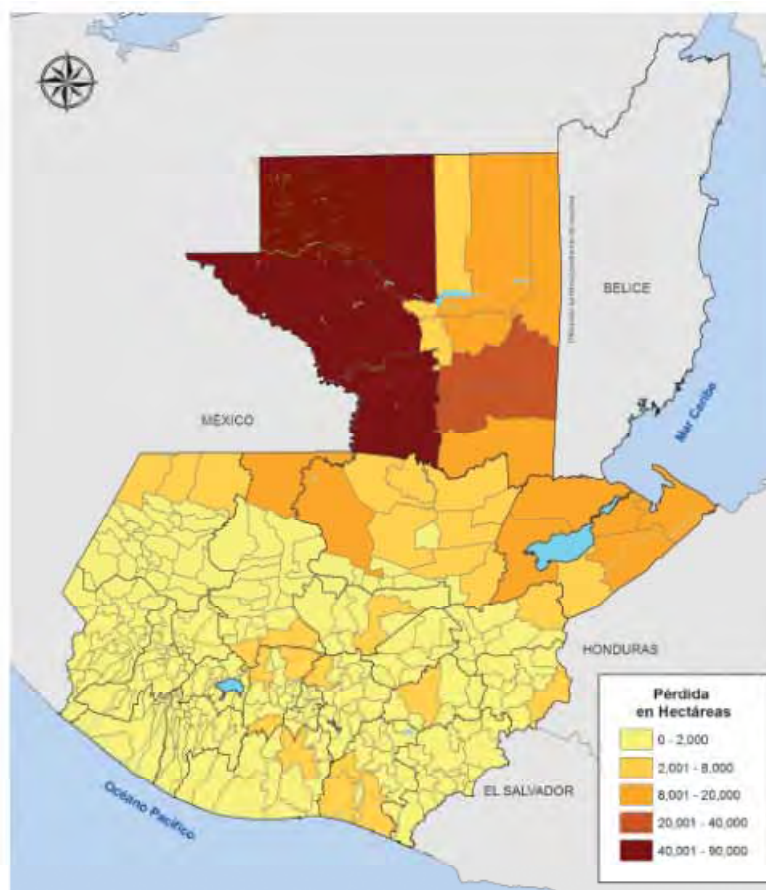 BELICE
MÉXICO
Mar Caribe
HONDURAS
EL SALVADOR
Océano Pacífico
Pérdida
en Hectáreas
0 - 2,000
2,001 - 8,000
8,001 - 20,000
20,001 - 40,000
40,001 - 90,000